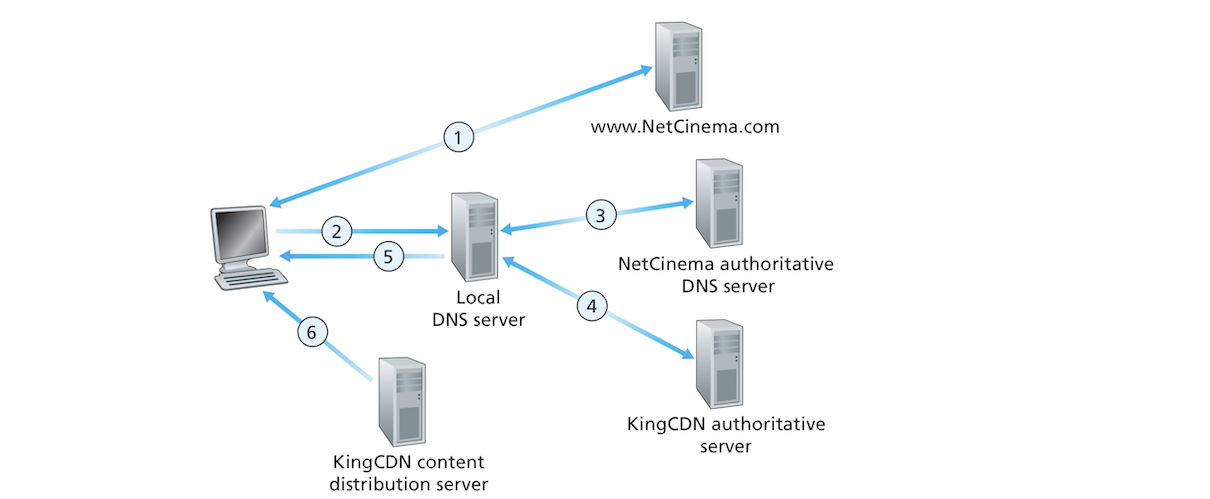 1
www.NetCinema.com
2
3
5
NetCinema authoritative
DNS server
Local
DNS server
4
6
KingCDN authoritative
server
KingCDN content
distribution server